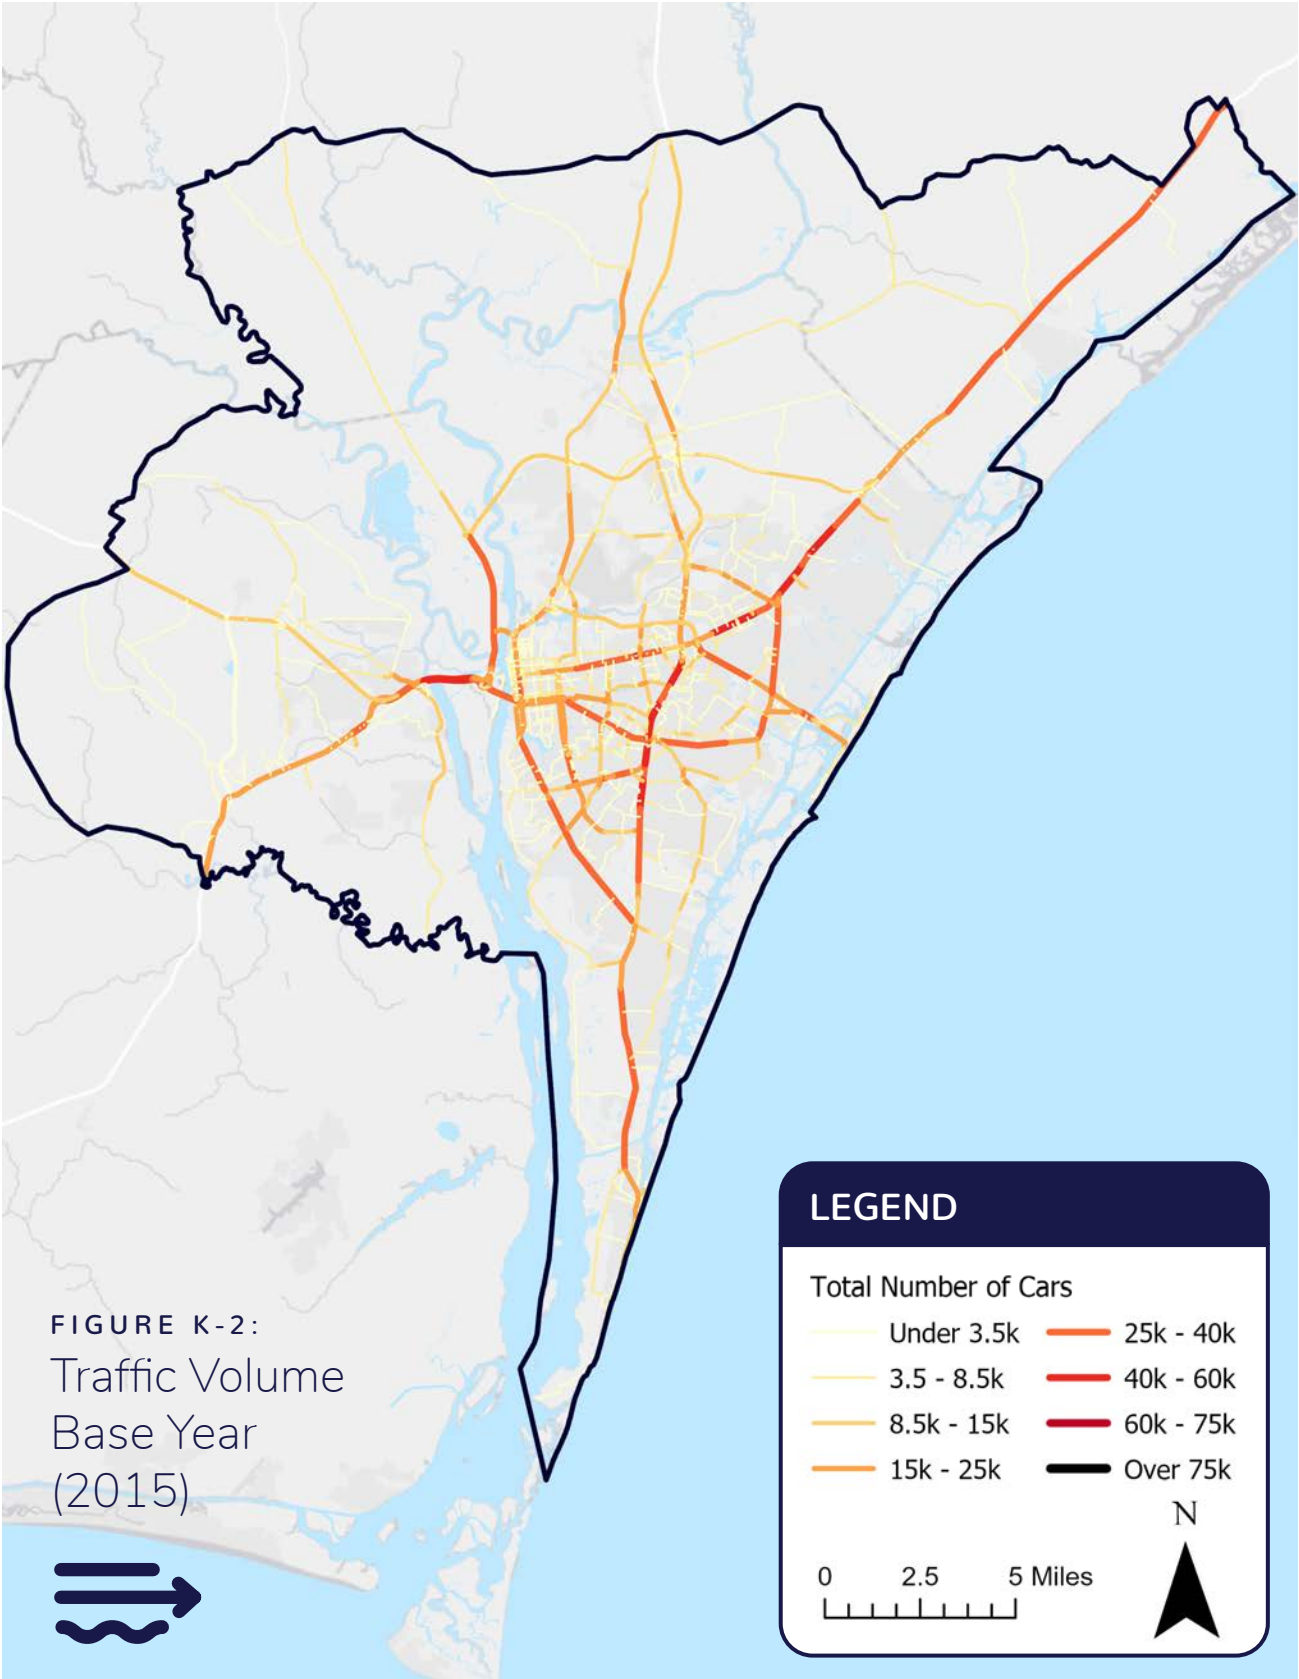 FIGURE K-2:
Traffic Volume
Base Year
(2015)
LEGEND
Total Number of Cars
Under 3.5k
3.5 - 8.5k
8.5k - 15k
15k - 25k
25k - 40k
40k - 60k
60k - 75k
Over 75k
N
0 2.5 5 Miles